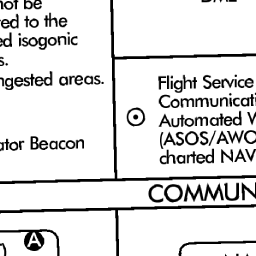 not be
ed to the
ed isogonic
s.
ngested areas.
ator Beacon
DME
Flight Service
Communicati
Automated W
(ASOS/AWO
charted NAV
COMMUN
A